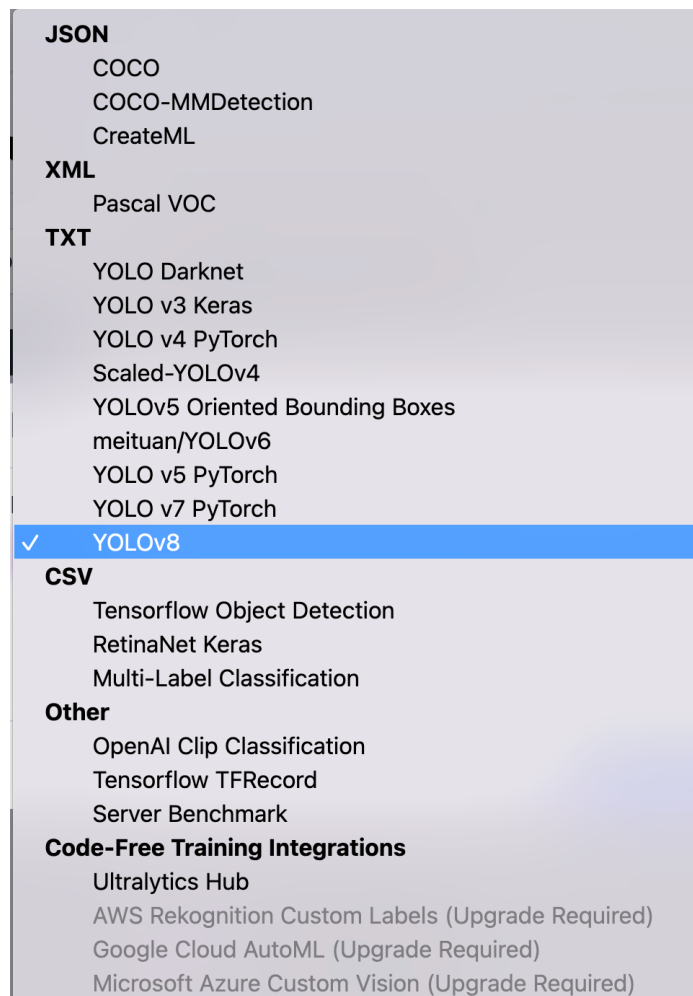 JSON
COCO
COCO-MMDetection
CreateML
XML
Pascal VOC
TXT
YOLO Darknet
YOLO v3 Keras
YOLO v4 PyTorch
Scaled-YOLOv4
YOLOv5 Oriented Bounding Boxes
meituan/YOLOv6
YOLO v5 PyTorch
YOLO v7 PyTorch
✓ YOLOv8
CSV
Tensorflow Object Detection
RetinaNet Keras
Multi-Label Classification
Other
OpenAI Clip Classification
Tensorflow TFRecord
Server Benchmark
Code-Free Training Integrations
Ultralytics Hub
AWS Rekognition Custom Labels (Upgrade Required)
Google Cloud AutoML (Upgrade Required)
Microsoft Azure Custom Vision (Upgrade Required)